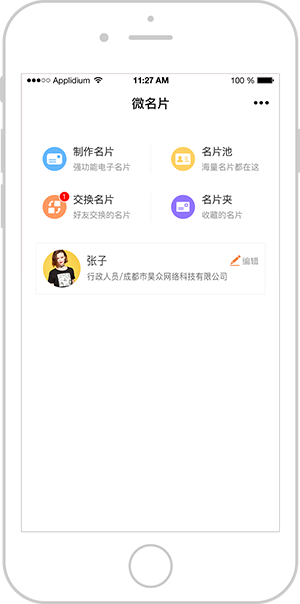 Applidium 11:27 AM 100 %
微名片
制作名片 名片池
强功能电子名片 海量名片都在这
1
交换名片 名片夹
好友交换的名片 收藏的名片
张子
编辑
行政人员/成都市昊众网络科技有限公司